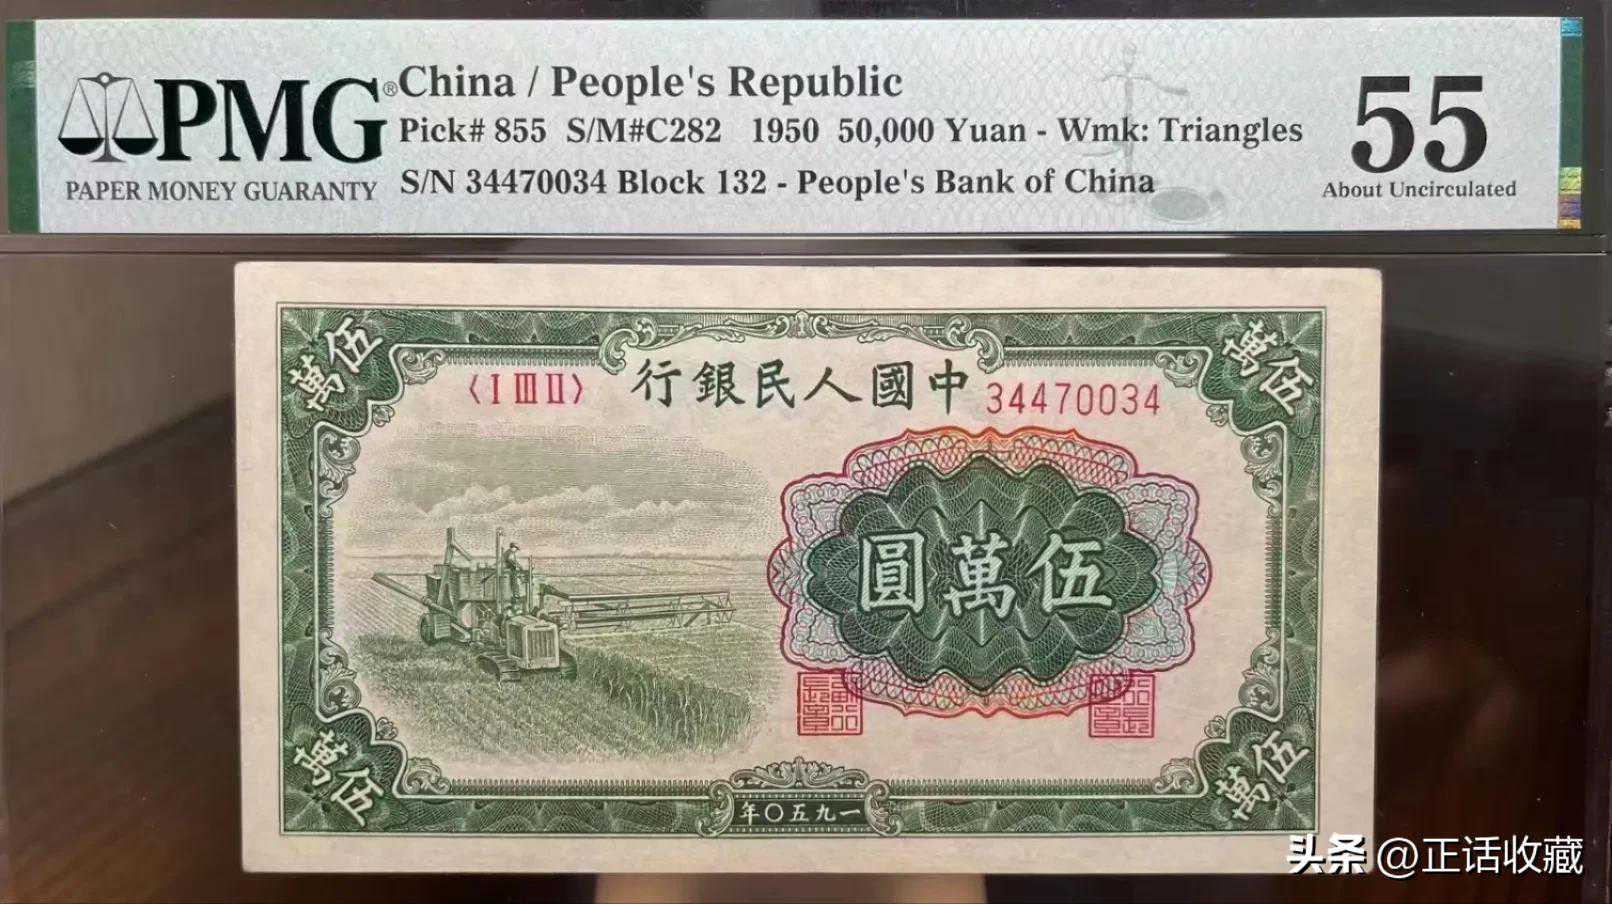 PMG®
PAPER MONEY GUARANTY
China / People's Republic
Pick# 855 S/M#C282 1950 50,000 Yuan - Wmk: Triangles
S/N 34470034 Block 132 - People's Bank of China
55
About Uncirculated
伍萬
萬伍
〈I III II〉
行銀民人國中
34470034
圓萬伍
萬伍
萬伍
年〇五九一
头条 @正话收藏